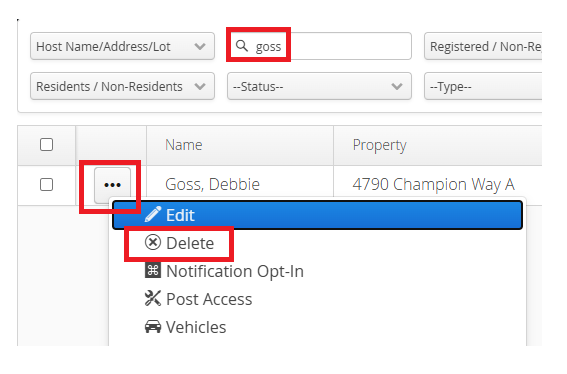 Host Name/Address/Lot goss Registered / Non-Re
Residents / Non-Residents --Status-- --Type--
Name Property
••• Goss, Debbie 4790 Champion Way A
Edit
Delete
Notification Opt-In
Post Access
Vehicles